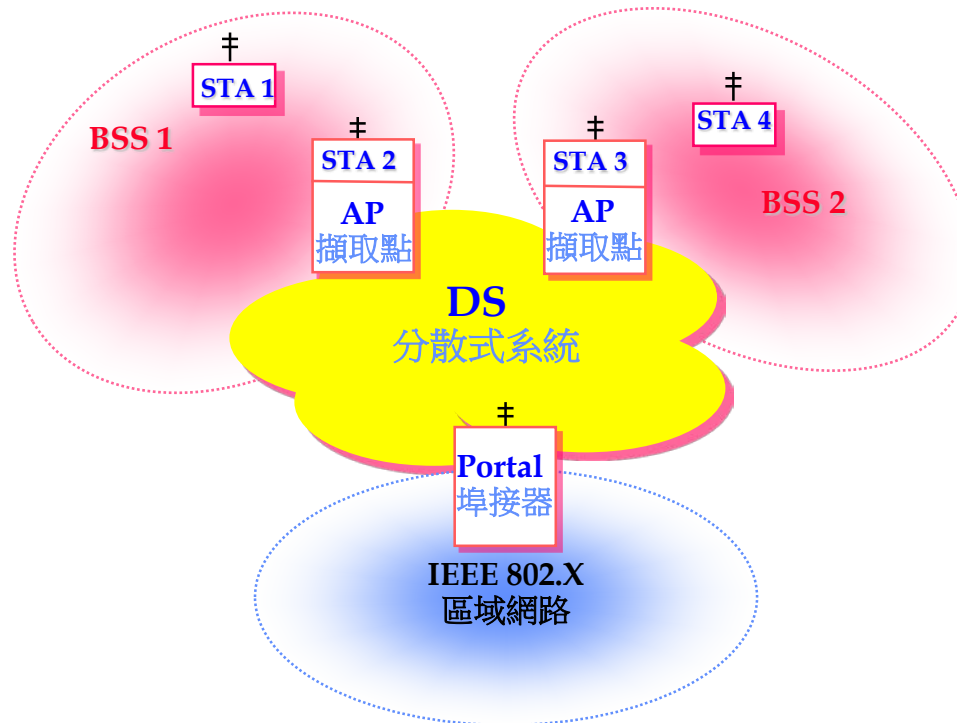 STA 1
BSS 1
STA 2
AP
擷取點
STA 3
AP
擷取點
STA 4
BSS 2
DS
分散式系統
Portal
埠接器
IEEE 802.X
區域網路